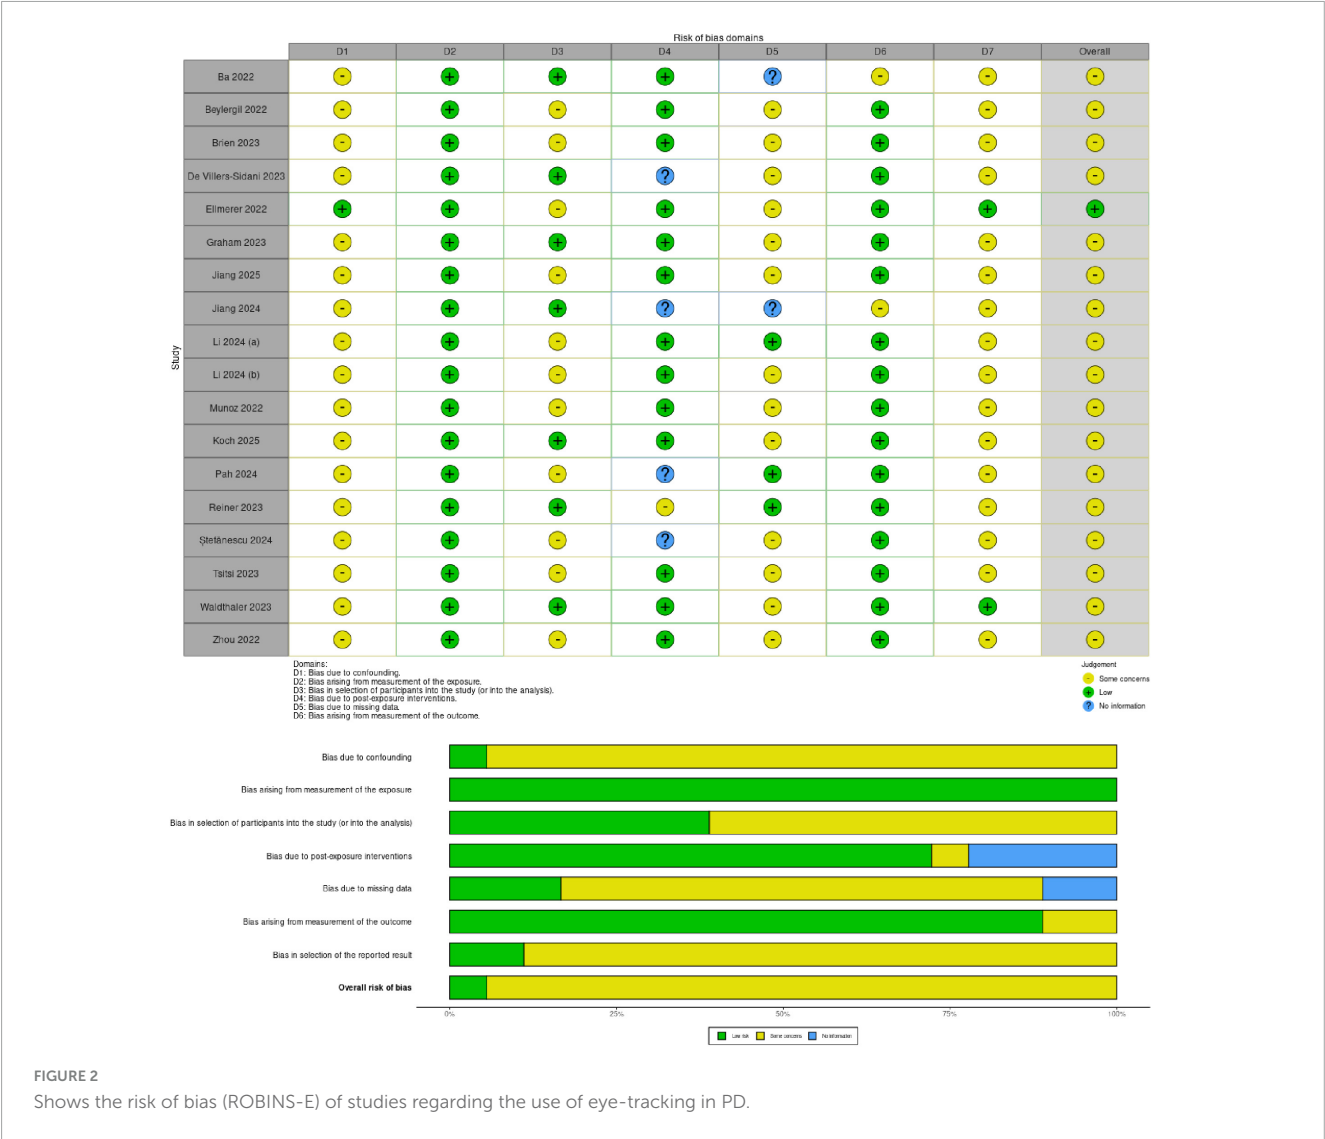 Risk of bias domains
D1 D2 D3 D4 D5 D6 D7 Overall
Study
Ba 2022 - + + + ? - - -
Beylergil 2022 - + - + - + - -
Brien 2023 - + - + - + - -
De Villers-Sidani 2023 - + + ? - + - -
Ellmerer 2022 + + - + - + + +
Graham 2023 - + + + - + - -
Jiang 2025 - + - + - + - -
Jiang 2024 - + + ? ? - - -
Li 2024 (a) - + - + + + - -
Li 2024 (b) - + - + - + - -
Munoz 2022 - + - + - + - -
Koch 2025 - + + + - + - -
Pah 2024 - + - ? + + - -
Reiner 2023 - + + - + + - -
Ștefănescu 2024 - + - ? - + - -
Tsitsi 2023 - + - + - + - -
Waldthaler 2023 - + + + - + + -
Zhou 2022 - + - + - + - -
Domains:
D1: Bias due to confounding.
D2: Bias arising from measurement of the exposure.
D3: Bias in selection of participants into the study (or into the analysis).
D4: Bias due to post-exposure interventions.
D5: Bias due to missing data.
D6: Bias arising from measurement of the outcome.
Judgement
- Some concerns
+ Low
? No information
Bias due to confounding
Bias arising from measurement of the exposure
Bias in selection of participants into the study (or into the analysis)
Bias due to post-exposure interventions
Bias due to missing data
Bias arising from measurement of the outcome
Bias in selection of the reported result
Overall risk of bias
0% 25% 50% 75% 100%
Low risk Some concerns No information
FIGURE 2
Shows the risk of bias (ROBINS-E) of studies regarding the use of eye-tracking in PD.